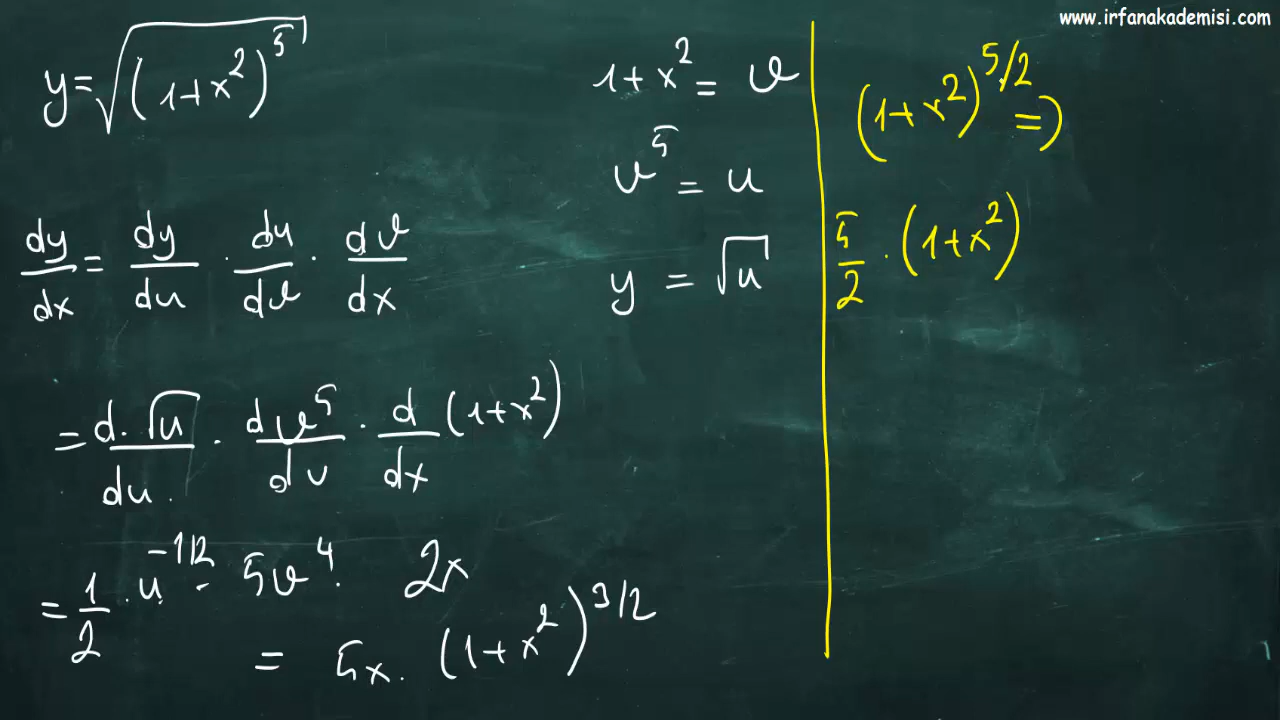 www.irfanakademisi.com
y = √(1+x²)⁵
dy/dx = dy/du · du/dv · dv/dx
= d·√u/du · dv⁵/dv · d/dx (1+x²)
= 1/2 · u^(-1/2) · 5v⁴ · 2x
= 5x · (1+x²)^(3/2)
1+x² = v
v⁵ = u
y = √u
(1+x²)^(5/2) =>
5/2 · (1+x²)